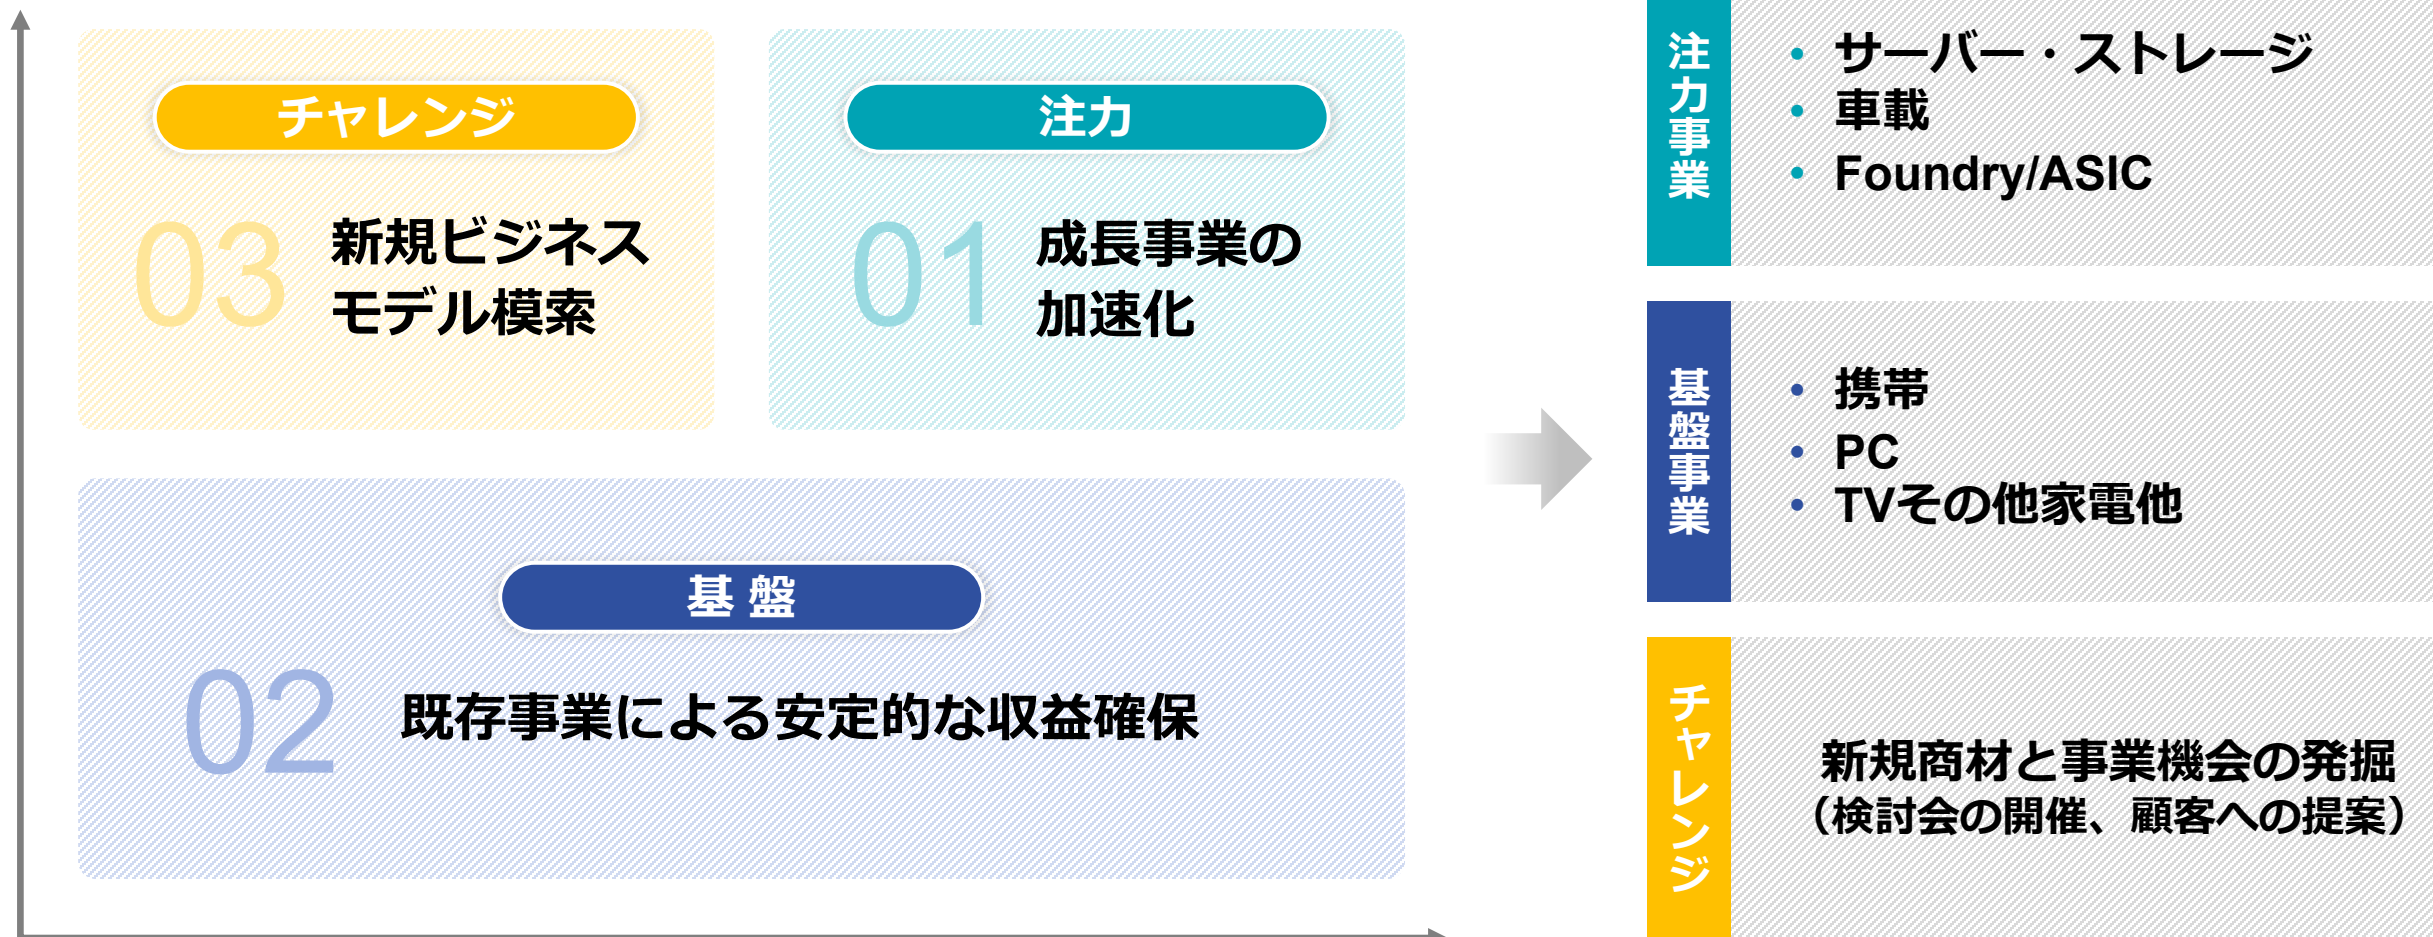 チャレンジ
03
新規ビジネス
モデル模索
注力
01
成長事業の
加速化
基 盤
02
既存事業による安定的な収益確保
注力事業
• サーバー・ストレージ
• 車載
• Foundry/ASIC
基盤事業
• 携帯
• PC
• TVその他家電他
チャレンジ
新規商材と事業機会の発掘
（検討会の開催、顧客への提案）